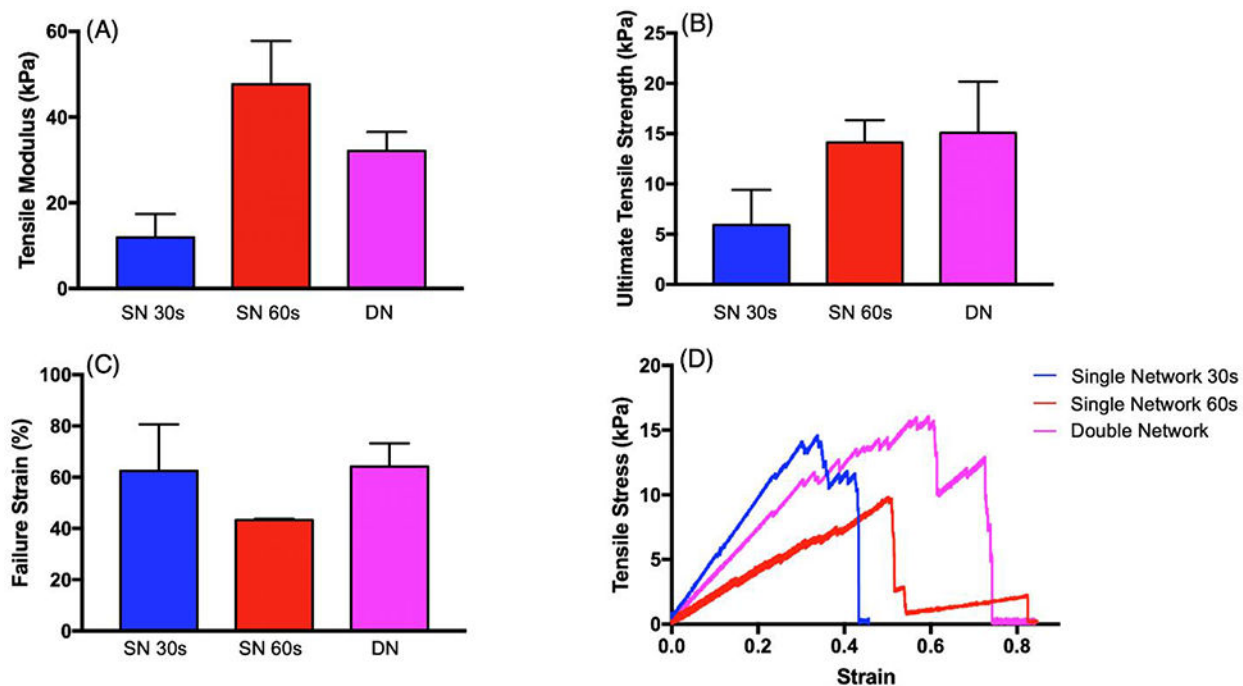 (A)
Tensile Modulus (kPa)
60
40
20
0
SN 30s
SN 60s
DN
(B)
Ultimate Tensile Strength (kPa)
25
20
15
10
5
0
SN 30s
SN 60s
DN
(C)
Failure Strain (%)
100
80
60
40
20
0
SN 30s
SN 60s
DN
(D)
Tensile Stress (kPa)
20
15
10
5
0
0.0
0.2
0.4
0.6
0.8
Strain
Single Network 30s
Single Network 60s
Double Network